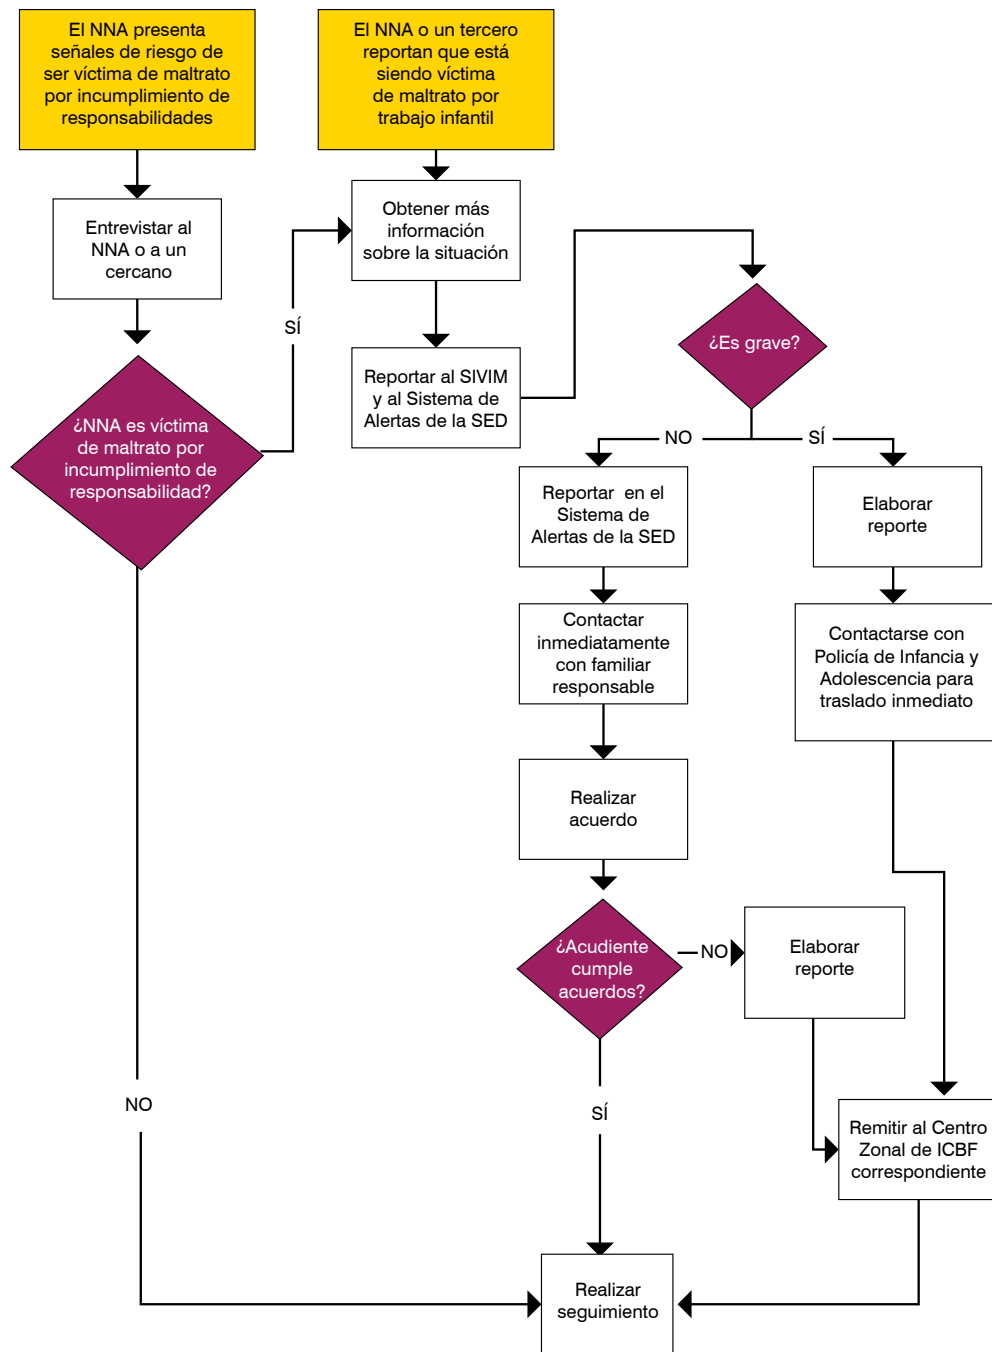 El NNA presenta
señales de riesgo de
ser víctima de maltrato
por incumplimiento de
responsabilidades
El NNA o un tercero
reportan que está
siendo víctima
de maltrato por
trabajo infantil
Entrevistar al
NNA o a un
cercano
Obtener más
información
sobre la situación
SÍ
¿NNA es víctima
de maltrato por
incumplimiento de
responsabilidad?
Reportar al SIVIM
y al Sistema de
Alertas de la SED
¿Es grave?
NO
SÍ
Reportar en el
Sistema de
Alertas de la SED
Elaborar
reporte
Contactar
inmediatamente
con familiar
responsable
Contactarse con
Policía de Infancia y
Adolescencia para
traslado inmediato
Realizar
acuerdo
¿Acudiente
cumple
acuerdos?
NO
Elaborar
reporte
NO
SÍ
Remitir al Centro
Zonal de ICBF
correspondiente
Realizar
seguimiento